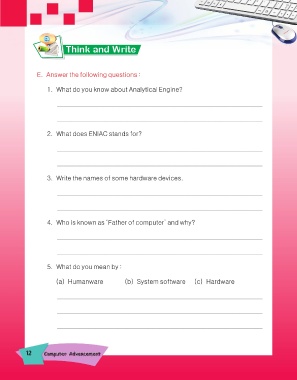 Think and Write
E. Answer the following questions :
1. What do you know about Analytical Engine?
2. What does ENIAC stands for?
3. Write the names of some hardware devices.
4. Who is known as 'Father of computer' and why?
5. What do you mean by :
(a) Humanware (b) System software (c) Hardware
12 Computer Advancement